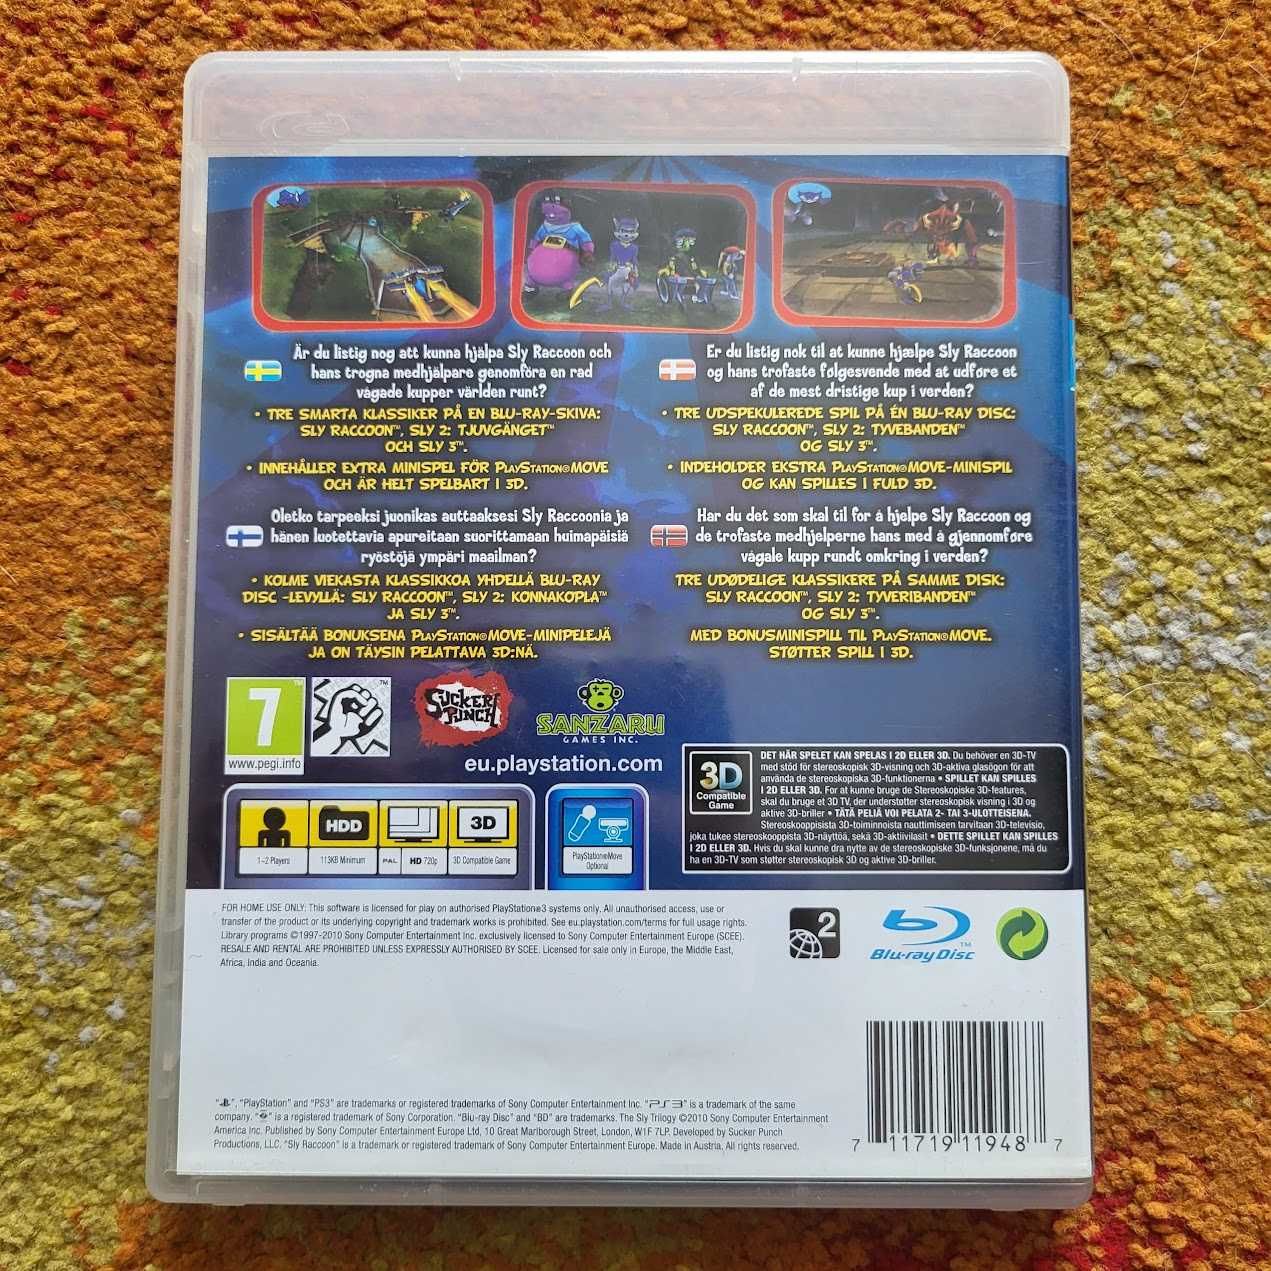 Är du listig nog att kunna hjälpa Sly Raccoon och
hans trogna medhjälpare genomföra en rad
vågade kupper världen runt?
• TRE SMARTA KLASSIKER PÅ EN BLU-RAY-SKIVA:
SLY RACCOON™, SLY 2: TJUVGÄNGET™
OCH SLY 3™.
• INNEHÅLLER EXTRA MINISPEL FÖR PlayStation®MOVE
OCH ÄR HELT SPELBART I 3D.
Er du listig nok til at kunne hjælpe Sly Raccoon
og hans trofaste følgesvende med at udføre et
af de mest dristige kup i verden?
• TRE UDSPEKULEREDE SPIL PÅ ÉN BLU-RAY DISC:
SLY RACCOON™, SLY 2: TYVEBANDEN™
OG SLY 3™.
• INDEHOLDER EKSTRA PlayStation®MOVE-MINISPIL
OG KAN SPILLES I FULD 3D.
Oletko tarpeeksi juonikas auttaaksesi Sly Raccoonia ja
hänen luotettavia apureitaan suorittamaan huimapäisiä
ryöstöjä ympäri maailman?
• KOLME VIEKASTA KLASSIKKOA YHDELLÄ BLU-RAY
DISC -LEVYLLÄ: SLY RACCOON™, SLY 2: KONNAKOPLA™
JA SLY 3™.
• SISÄLTÄÄ BONUKSENA PlayStation®MOVE-MINIPELEJÄ
JA ON TÄYSIN PELATTAVA 3D:NÄ.
Har du det som skal til for å hjelpe Sly Raccoon og
de trofaste medhjelperne hans med å gjennomføre
vågale kupp rundt omkring i verden?
TRE UDØDELIGE KLASSIKERE PÅ SAMME DISK:
SLY RACCOON™, SLY 2: TYVERIBANDEN™
OG SLY 3™.
MED BONUSMINISPILL TIL PlayStation®MOVE.
STØTTER SPILL I 3D.
7
www.pegi.info
TM
SUCKER PUNCH
SANZARU
GAMES INC.
eu.playstation.com
3D
Compatible
Game
DET HÄR SPELET KAN SPELAS I 2D ELLER 3D. Du behöver en 3D-TV
med stöd för stereoskopisk 3D-visning och 3D-aktiva glasögon för att
använda de stereoskopiska 3D-funktionerna • SPILLET KAN SPILLES
I 2D ELLER 3D. For at kunne bruge de Stereoskopiske 3D-features,
skal du bruge et 3D TV, der understøtter stereoskopisk visning i 3D og
aktive 3D-briller • TÄTÄ PELIÄ VOI PELATA 2- TAI 3-ULOTTEISENA.
Stereoskooppisista 3D-toiminnoista nauttimiseen tarvitaan 3D-televisio,
joka tukee stereoskooppista 3D-näyttöä, sekä 3D-aktiivilasit • DETTE SPILLET KAN SPILLES
I 2D ELLER 3D. Hvis du skal kunne dra nytte av de stereoskopiske 3D-funksjonene, må du
ha en 3D-TV som støtter stereoskopisk 3D og aktive 3D-briller.
HDD
3D
1-2 Players
113KB Minimum
PAL
HD 720p
3D Compatible Game
PlayStation®Move
Optional
FOR HOME USE ONLY: This software is licensed for play on authorised PlayStation®3 systems only. All unauthorised access, use or
transfer of the product or its underlying copyright and trademark works is prohibited. See eu.playstation.com/terms for full usage rights.
Library programs ©1997-2010 Sony Computer Entertainment Inc. exclusively licensed to Sony Computer Entertainment Europe (SCEE).
RESALE AND RENTAL ARE PROHIBITED UNLESS EXPRESSLY AUTHORISED BY SCEE. Licensed for sale only in Europe, the Middle East,
Africa, India and Oceania.
2
Blu-ray Disc™
"PlayStation" and "PS3" are trademarks or registered trademarks of Sony Computer Entertainment Inc. "PS3" is a trademark of the same
company. " " is a registered trademark of Sony Corporation. "Blu-ray Disc" and "BD" are trademarks. The Sly Trilogy ©2010 Sony Computer Entertainment
America Inc. Published by Sony Computer Entertainment Europe Ltd, 10 Great Marlborough Street, London, W1F 7LP. Developed by Sucker Punch
Productions, LLC. "Sly Raccoon" is a trademark or registered trademark of Sony Computer Entertainment Europe. Made in Austria. All rights reserved.
7 11719 11948 7